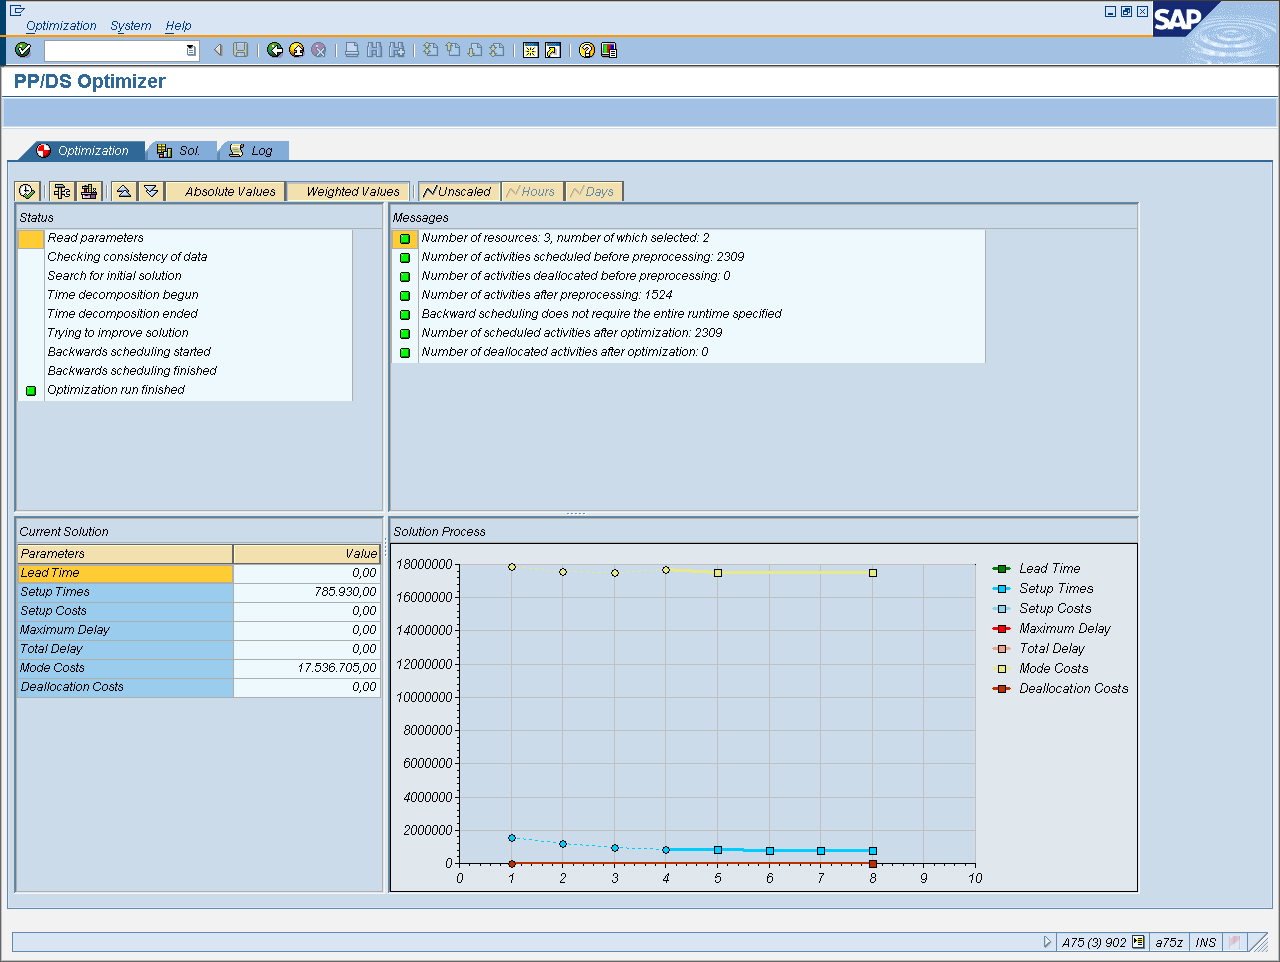 Optimization System Help
SAP
PP/DS Optimizer
Optimization Sol. Log
Absolute Values Weighted Values Unscaled Hours Days
Status
Read parameters
Checking consistency of data
Search for initial solution
Time decomposition begun
Time decomposition ended
Trying to improve solution
Backwards scheduling started
Backwards scheduling finished
Optimization run finished
Messages
Number of resources: 3, number of which selected: 2
Number of activities scheduled before preprocessing: 2309
Number of activities deallocated before preprocessing: 0
Number of activities after preprocessing: 1524
Backward scheduling does not require the entire runtime specified
Number of scheduled activities after optimization: 2309
Number of deallocated activities after optimization: 0
Current Solution
Parameters Value
Lead Time 0,00
Setup Times 785.930,00
Setup Costs 0,00
Maximum Delay 0,00
Total Delay 0,00
Mode Costs 17.536.705,00
Deallocation Costs 0,00
Solution Process
18000000
16000000
14000000
12000000
10000000
8000000
6000000
4000000
2000000
0
0 1 2 3 4 5 6 7 8 9 10
Lead Time
Setup Times
Setup Costs
Maximum Delay
Total Delay
Mode Costs
Deallocation Costs
A75 (3) 902 a75z INS